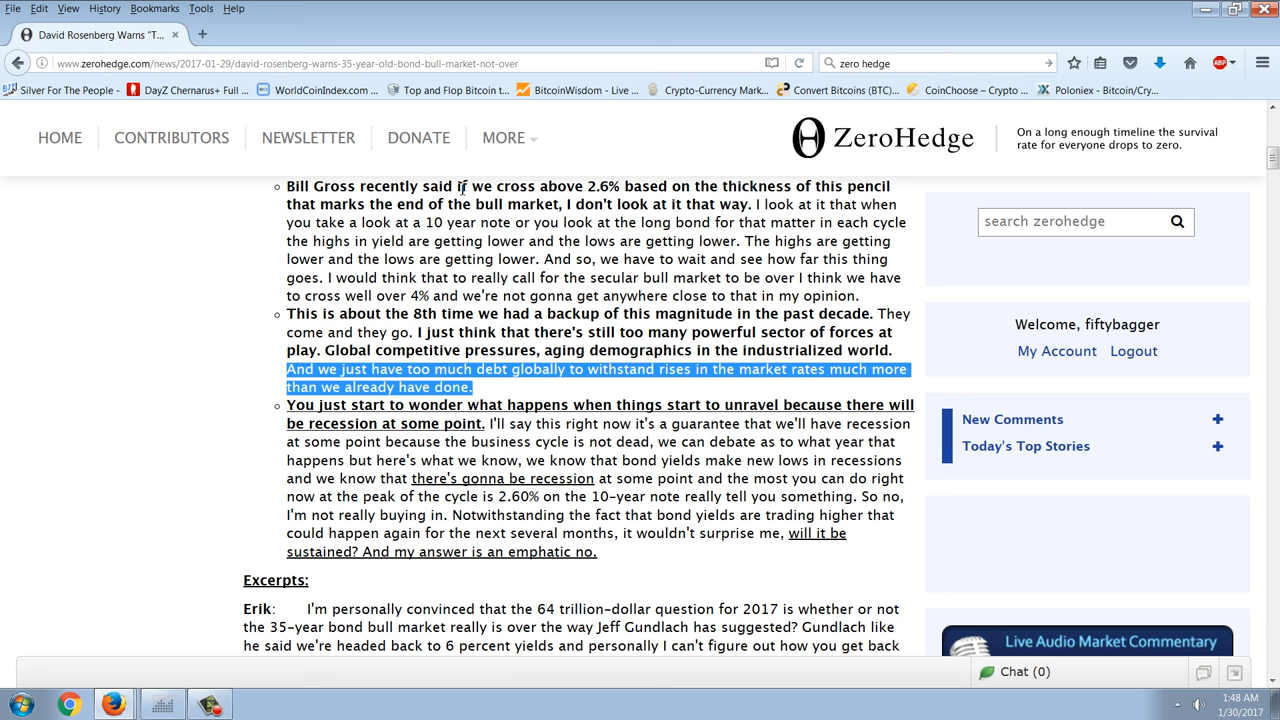 File Edit View History Bookmarks Tools Help
David Rosenberg Warns "T...
www.zerohedge.com/news/2017-01-29/david-rosenberg-warns-35-year-old-bond-bull-market-not-over
zero hedge
ABP
Silver For The People -
DayZ Chernarus+ Full ...
WorldCoinIndex.com ...
Top and Flop Bitcoin t...
BitcoinWisdom - Live ...
Crypto-Currency Mark...
Convert Bitcoins (BTC)...
CoinChoose – Crypto ...
Poloniex - Bitcoin/Cry...
HOME CONTRIBUTORS NEWSLETTER DONATE MORE
ZeroHedge
On a long enough timeline the survival
rate for everyone drops to zero.
Bill Gross recently said if we cross above 2.6% based on the thickness of this pencil
that marks the end of the bull market, I don't look at it that way. I look at it that when
you take a look at a 10 year note or you look at the long bond for that matter in each cycle
the highs in yield are getting lower and the lows are getting lower. The highs are getting
lower and the lows are getting lower. And so, we have to wait and see how far this thing
goes. I would think that to really call for the secular bull market to be over I think we have
to cross well over 4% and we're not gonna get anywhere close to that in my opinion.
This is about the 8th time we had a backup of this magnitude in the past decade. They
come and they go. I just think that there's still too many powerful sector of forces at
play. Global competitive pressures, aging demographics in the industrialized world.
And we just have too much debt globally to withstand rises in the market rates much more
than we already have done.
You just start to wonder what happens when things start to unravel because there will
be recession at some point. I'll say this right now it's a guarantee that we'll have recession
at some point because the business cycle is not dead, we can debate as to what year that
happens but here's what we know, we know that bond yields make new lows in recessions
and we know that there's gonna be recession at some point and the most you can do right
now at the peak of the cycle is 2.60% on the 10-year note really tell you something. So no,
I'm not really buying in. Notwithstanding the fact that bond yields are trading higher that
could happen again for the next several months, it wouldn't surprise me, will it be
sustained? And my answer is an emphatic no.
Excerpts:
Erik: I'm personally convinced that the 64 trillion-dollar question for 2017 is whether or not
the 35-year bond bull market really is over the way Jeff Gundlach has suggested? Gundlach like
he said we're headed back to 6 percent yields and personally I can't figure out how you get back
search zerohedge
Welcome, fiftybagger
My Account Logout
New Comments +
Today's Top Stories +
Live Audio Market Commentary
Chat (0)
1:48 AM
1/30/2017